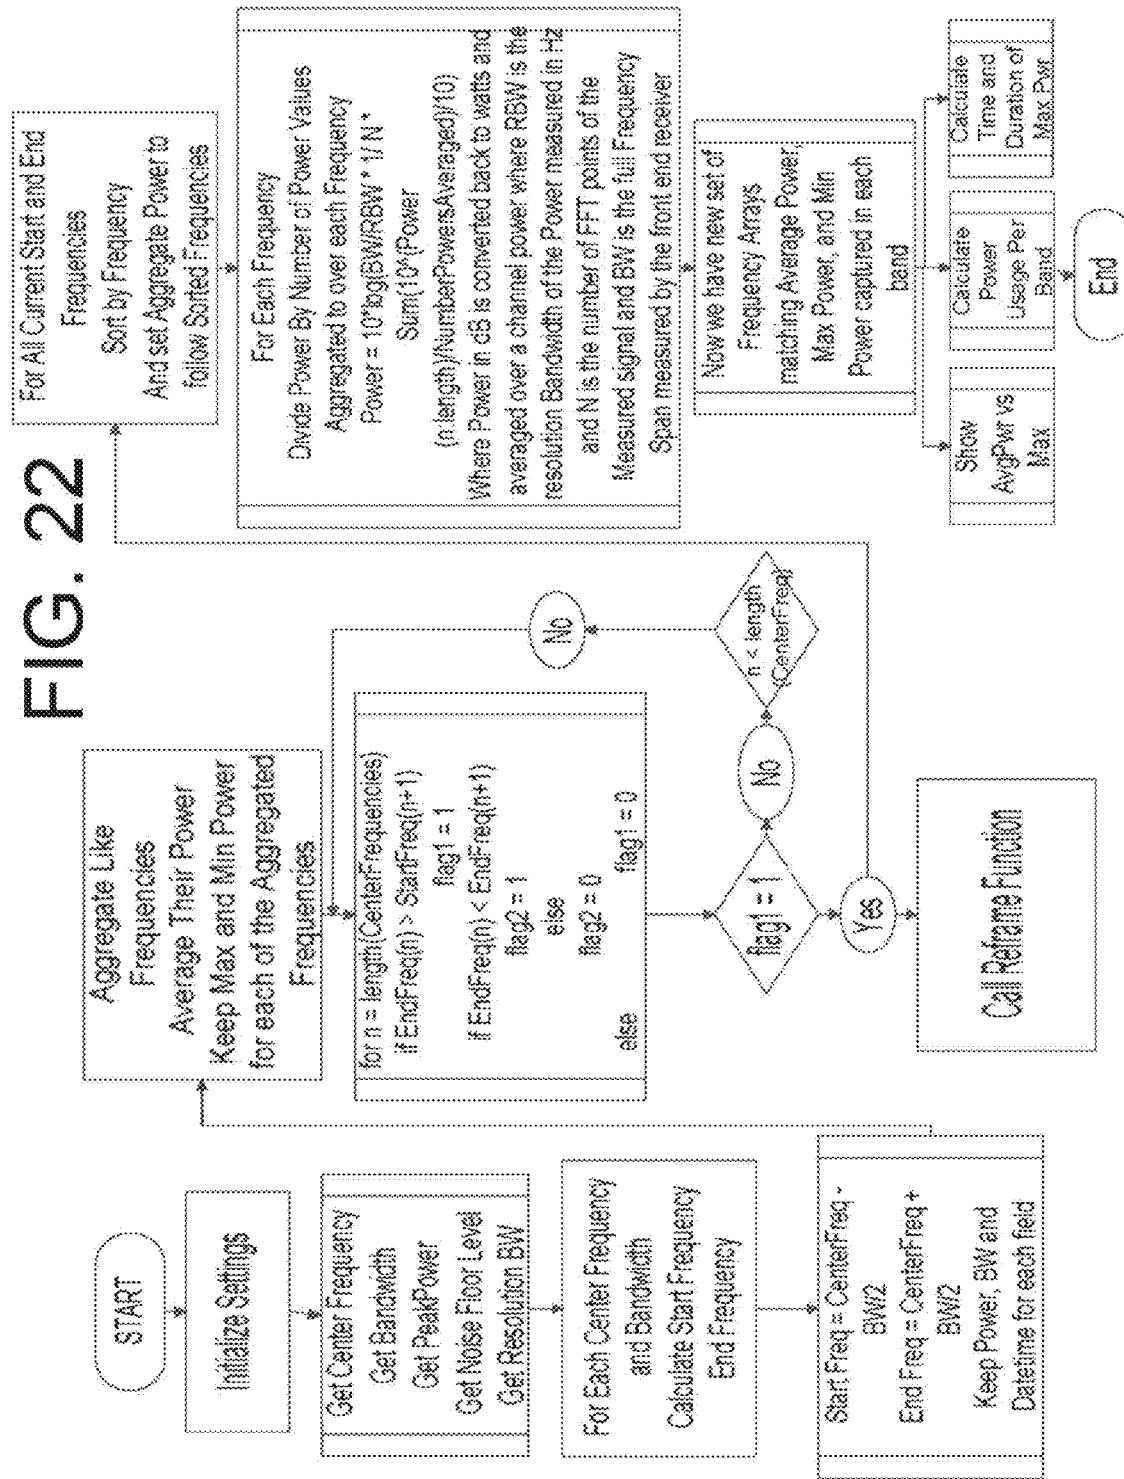 FIG. 22
START
Initialize Settings
Get Center Frequency
Get Bandwidth
Get PeakPower
Get Noise Floor Level
Get Resolution BW
For Each Center Frequency
and Bandwidth
Calculate Start Frequency
End Frequency
Start Freq = CenterFreq -
BW/2
End Freq = CenterFreq +
BW/2
Keep Power, BW and
Datetime for each field
Aggregate Like
Frequencies
Average Their Power
Keep Max and Min Power
for each of the Aggregated
Frequencies
for n = length(CenterFrequencies)
if EndFreq(n) > StartFreq(n+1)
flag1 = 1
if EndFreq(n) < EndFreq(n+1)
flag2 = 1
else
flag2 = 0
else flag1 = 0
flag1 = 1
No
n < length
(CenterFreq)
No
Yes
Call Reframe Function
For All Current Start and End
Frequencies
Sort by Frequency
And set Aggregate Power to
follow Sorted Frequencies
For Each Frequency
Divide Power By Number of Power Values
Aggregated to over each Frequency
Power = 10*log(BW/RBW * 1/ N *
Sum(10^(Power
(n length)/NumberPowersAveraged)/10)
Where Power in dB is converted back to watts and
averaged over a channel power where RBW is the
resolution Bandwidth of the Power measured in Hz
and N is the number of FFT points of the
Measured signal and BW is the full Frequency
Span measured by the front end receiver
Now we have new set of
Frequency Arrays
matching Average Power,
Max Power, and Min
Power captured in each
band
Show
AvgPwr vs
Max
Calculate
Power
Usage Per
Band
Calculate
Time and
Duration of
Max Pwr
End